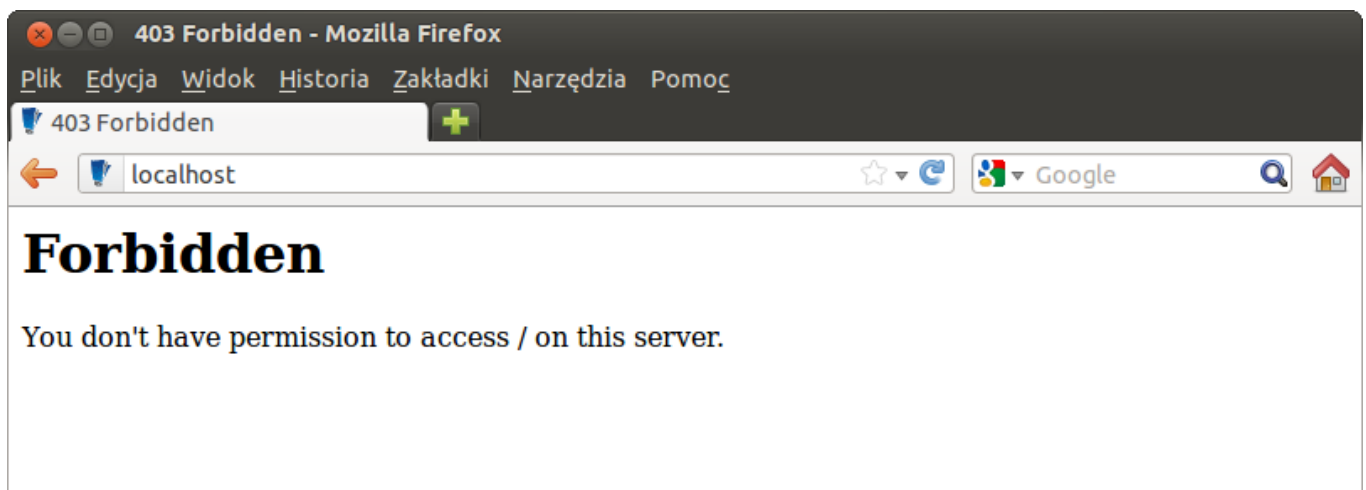 403 Forbidden - Mozilla Firefox
Plik Edycja Widok Historia Zakładki Narzędzia Pomoc
403 Forbidden
localhost Google
Forbidden
You don't have permission to access / on this server.